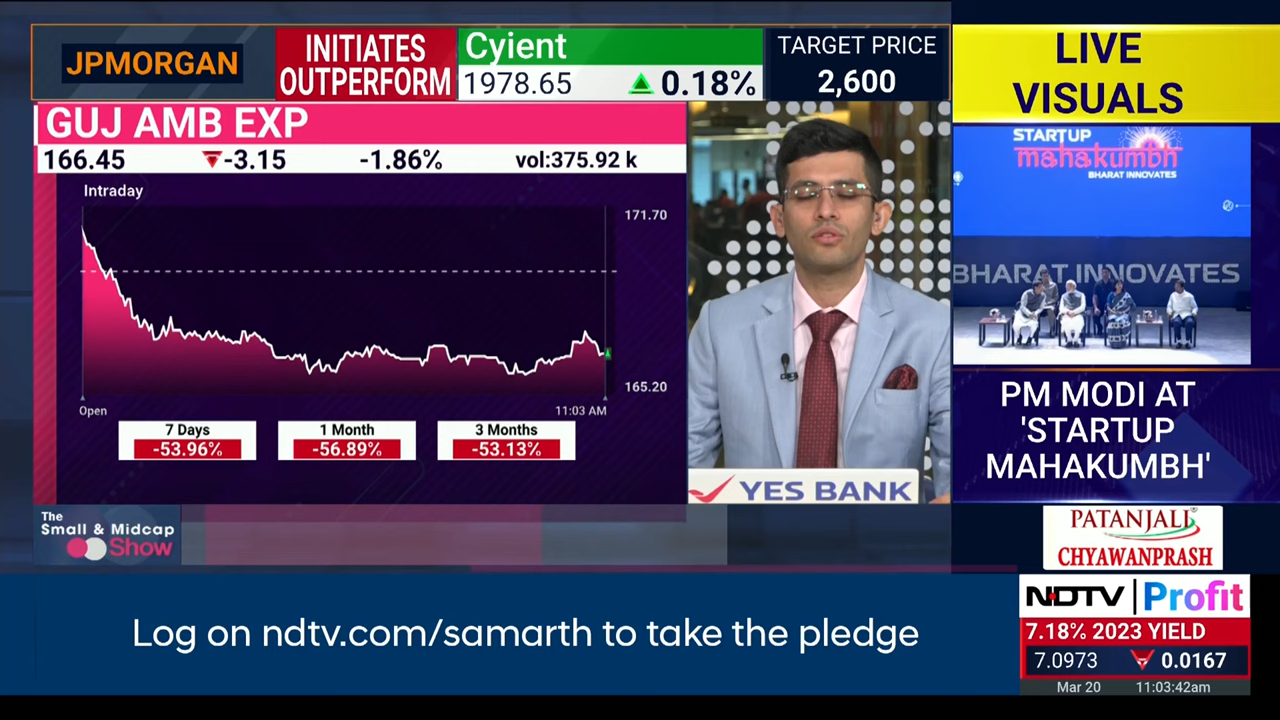 JPMORGAN
INITIATES
OUTPERFORM
Cyient
1978.65 0.18%
TARGET PRICE
2,600
LIVE
VISUALS
GUJ AMB EXP
166.45 -3.15 -1.86% vol:375.92 k
Intraday
171.70
165.20
Open 11:03 AM
7 Days
-53.96%
1 Month
-56.89%
3 Months
-53.13%
YES BANK
STARTUP
mahakumbh
BHARAT INNOVATES
BHARAT INNOVATES
PM MODI AT
'STARTUP
MAHAKUMBH'
The
Small & Midcap
Show
PATANJALI®
CHYAWANPRASH
Log on ndtv.com/samarth to take the pledge
NDTV Profit
7.18% 2023 YIELD
7.0973 0.0167
Mar 20 11:03:42am